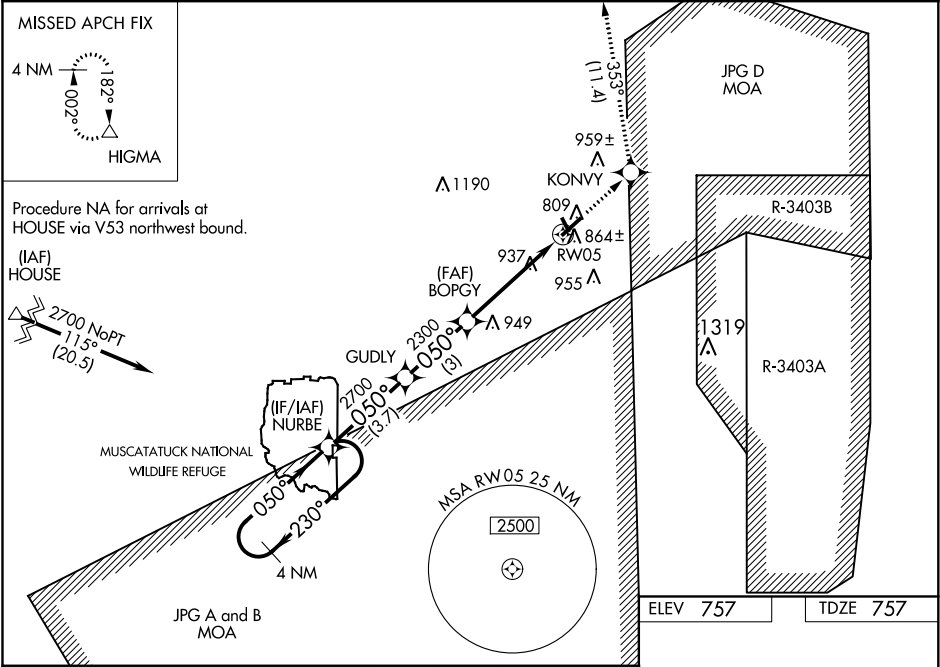 MISSED APCH FIX
4 NM
182°
002°
HIGMA
Procedure NA for arrivals at
HOUSE via V53 northwest bound.
(IAF)
HOUSE
2700 NoPT
115°
(20.5)
353°
(11.4)
JPG D
MOA
959±
KONVY
1190
809
864±
RW05
937
955
R-3403B
(FAF)
BOPGY
949
2300
050°
(3)
GUDLY
1319
R-3403A
2700
050°
(3.7)
(IF/IAF)
NURBE
MUSCATATUCK NATIONAL
WILDLIFE REFUGE
050°
230°
4 NM
MSA RW05 25 NM
2500
JPG A and B
MOA
ELEV 757
TDZE 757